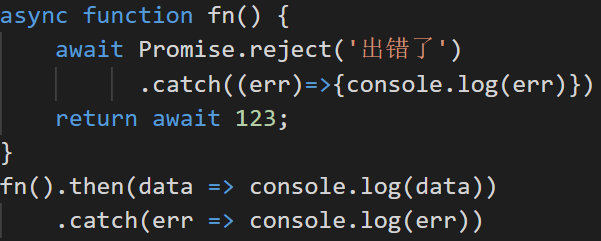 async function fn() {
    await Promise.reject('出错了')
          .catch((err)=>{console.log(err)})
    return await 123;
}
fn().then(data => console.log(data))
    .catch(err => console.log(err))